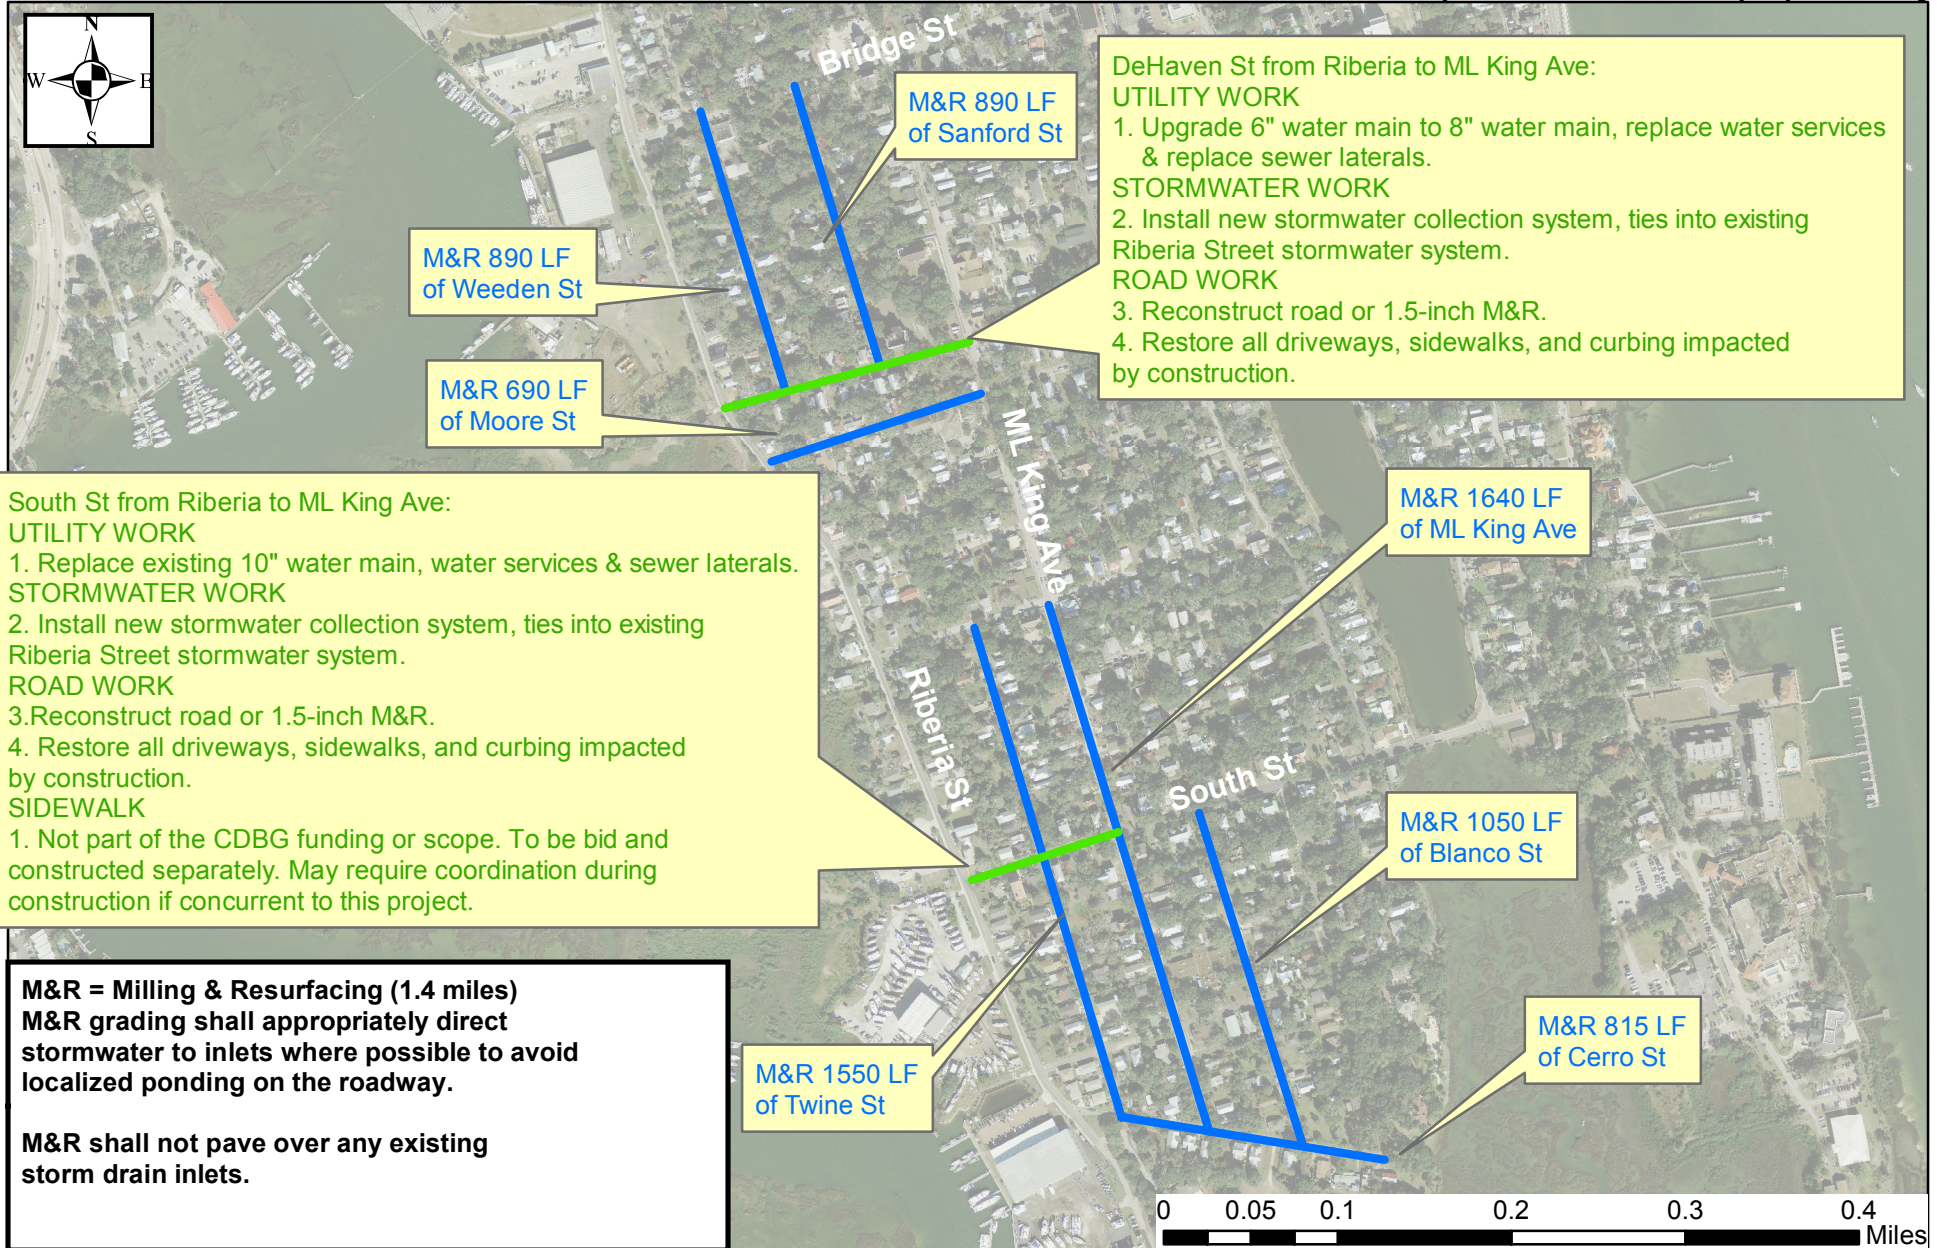 N
W E
S
Bridge St
M&R 890 LF
of Sanford St
DeHaven St from Riberia to ML King Ave:
UTILITY WORK
1. Upgrade 6" water main to 8" water main, replace water services
& replace sewer laterals.
STORMWATER WORK
2. Install new stormwater collection system, ties into existing
Riberia Street stormwater system.
ROAD WORK
3. Reconstruct road or 1.5-inch M&R.
4. Restore all driveways, sidewalks, and curbing impacted
by construction.
M&R 890 LF
of Weeden St
M&R 690 LF
of Moore St
ML King Ave
South St from Riberia to ML King Ave:
UTILITY WORK
1. Replace existing 10" water main, water services & sewer laterals.
STORMWATER WORK
2. Install new stormwater collection system, ties into existing
Riberia Street stormwater system.
ROAD WORK
3.Reconstruct road or 1.5-inch M&R.
4. Restore all driveways, sidewalks, and curbing impacted
by construction.
SIDEWALK
1. Not part of the CDBG funding or scope. To be bid and
constructed separately. May require coordination during
construction if concurrent to this project.
M&R 1640 LF
of ML King Ave
Riberia St
South St
M&R 1050 LF
of Blanco St
M&R = Milling & Resurfacing (1.4 miles)
M&R grading shall appropriately direct
stormwater to inlets where possible to avoid
localized ponding on the roadway.
M&R shall not pave over any existing
storm drain inlets.
M&R 1550 LF
of Twine St
M&R 815 LF
of Cerro St
0 0.05 0.1 0.2 0.3 0.4
Miles